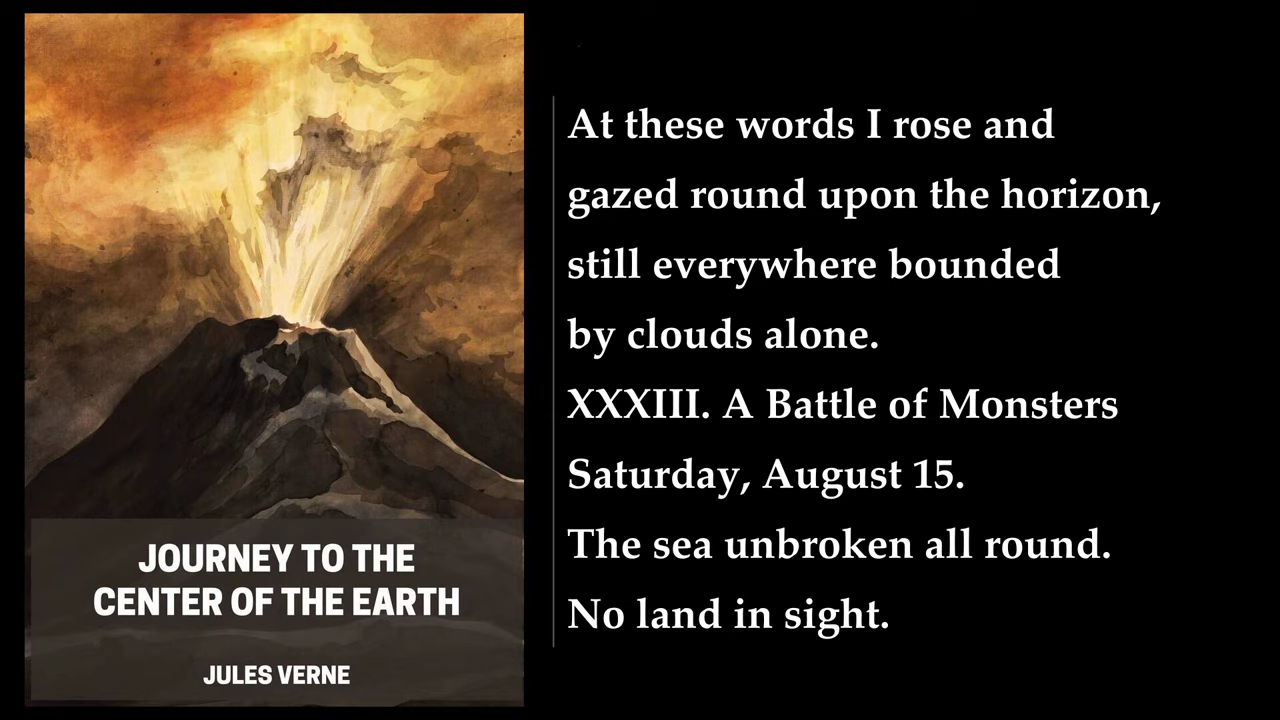 JOURNEY TO THE
CENTER OF THE EARTH
JULES VERNE
At these words I rose and
gazed round upon the horizon,
still everywhere bounded
by clouds alone.
XXXIII. A Battle of Monsters
Saturday, August 15.
The sea unbroken all round.
No land in sight.